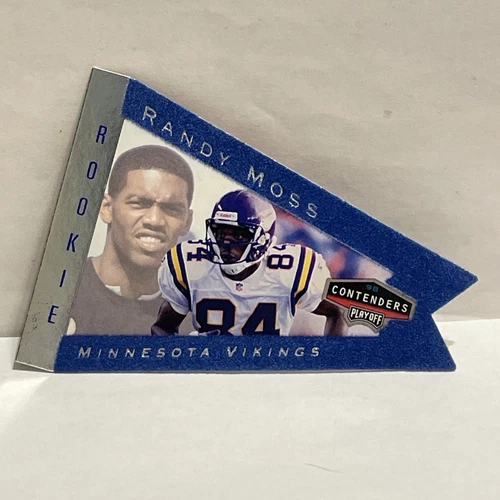 ROOKIE
RANDY MOSS
84
84
98
CONTENDERS
PLAYOFF
MINNESOTA VIKINGS